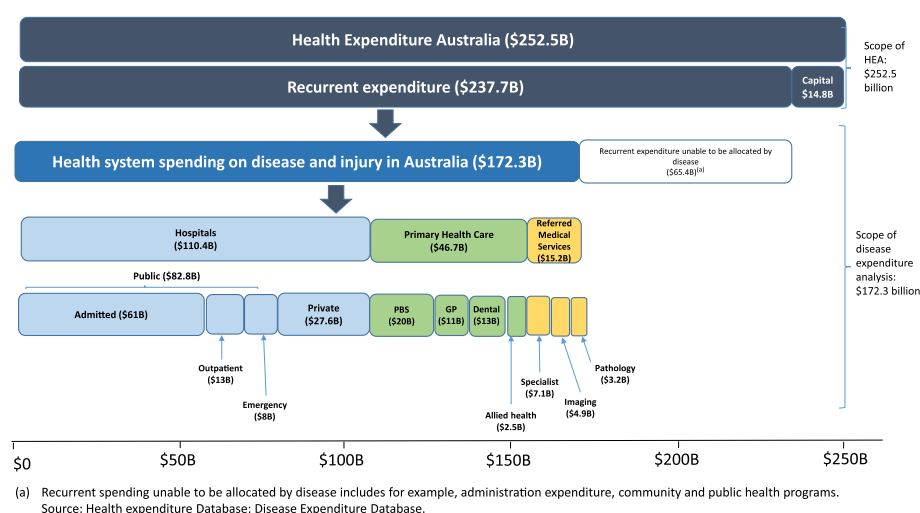 Health Expenditure Australia ($252.5B)
Scope of
HEA:
$252.5
billion
Recurrent expenditure ($237.7B)
Capital
$14.8B
Health system spending on disease and injury in Australia ($172.3B)
Recurrent expenditure unable to be allocated by
disease
($65.4B)(a)
Hospitals
($110.4B)
Primary Health Care
($46.7B)
Referred
Medical
Services
($15.2B)
Scope of
disease
expenditure
analysis:
$172.3 billion
Public ($82.8B)
Admitted ($61B)
Private
($27.6B)
PBS
($20B)
GP
($11B)
Dental
($13B)
Outpatient
($13B)
Emergency
($8B)
Allied health
($2.5B)
Specialist
($7.1B)
Imaging
($4.9B)
Pathology
($3.2B)
$0
$50B
$100B
$150B
$200B
$250B
(a) Recurrent spending unable to be allocated by disease includes for example, administration expenditure, community and public health programs.
Source: Health expenditure Database; Disease Expenditure Database.